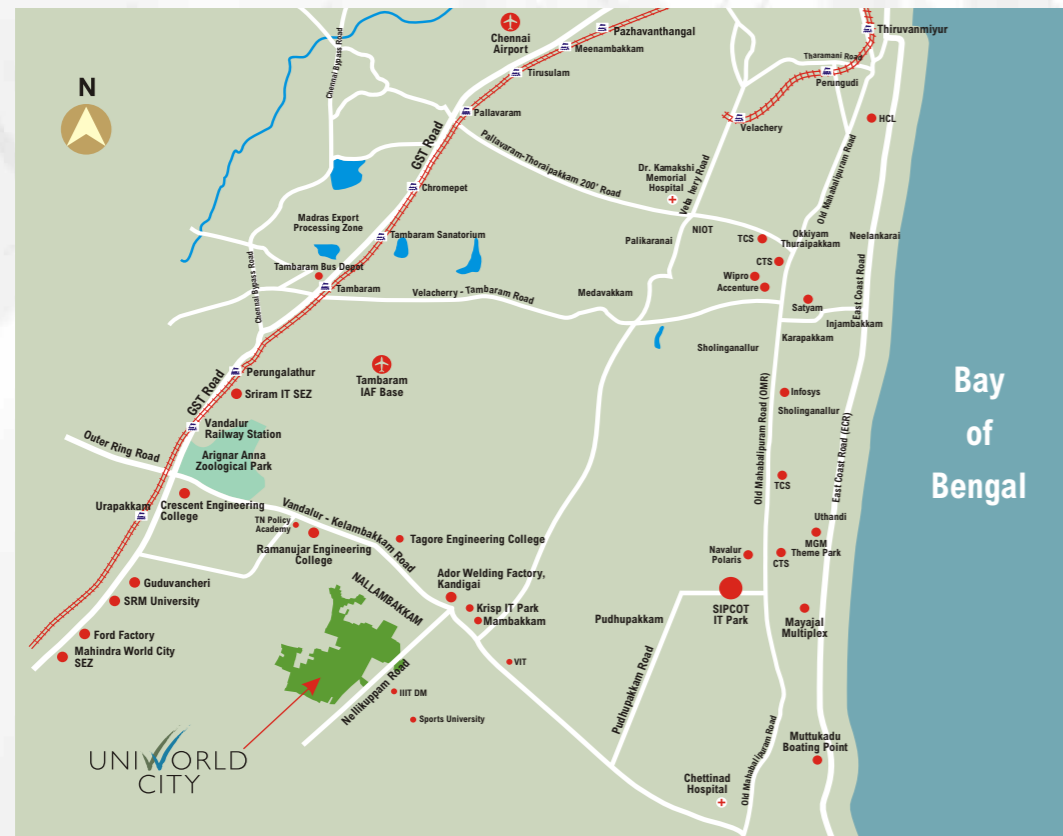 N
Chennai Bypass Road
Chennai
Airport
Pazhavanthangal
Meenambakkam
Tirusulam
Pallavaram
GST Road
Pallavaram-Thoraipakkam 200' Road
Chromepet
Thiruvanmiyur
Tharamani Road
Perungudi
Velachery
HCL
Old Mahabalipuram Road
Dr. Kamakshi
Memorial
Hospital
Vela hery Road
NIOT
Palikaranai
TCS
Okkiyam
Thuraipakkam
Neelankarai
CTS
Wipro
Accenture
Satyam
East Coast Road
Injambakkam
Karapakkam
Madras Export
Processing Zone
Tambaram Sanatorium
Tambaram Bus Depot
Tambaram
Chennai Bypass Road
Velacherry - Tambaram Road
Medavakkam
Sholinganallur
Perungalathur
Sriram IT SEZ
Tambaram
IAF Base
GST Road
Vandalur
Railway Station
Arignar Anna
Zoological Park
Outer Ring Road
Infosys
Sholinganallur
Old Mahabalipuram Road (OMR)
East Coast Road (ECR)
Bay
of
Bengal
Urapakkam
Crescent Engineering
College
Vandalur - Kelambakkam Road
TN Policy
Academy
Ramanujar Engineering
College
Tagore Engineering College
TCS
Uthandi
MGM
Theme Park
Navalur
Polaris
CTS
Guduvancheri
SRM University
Ford Factory
Mahindra World City
SEZ
NALLAMBAKKAM
Ador Welding Factory,
Kandigai
Krisp IT Park
Mambakkam
Pudhupakkam
SIPCOT
IT Park
Mayajal
Multiplex
VIT
Nellikuppam Road
IIIT DM
Sports University
Pudhupakkam Road
Old Mahabalipuram Road
Muttukadu
Boating Point
Chettinad
Hospital
UNIWORLD
CITY